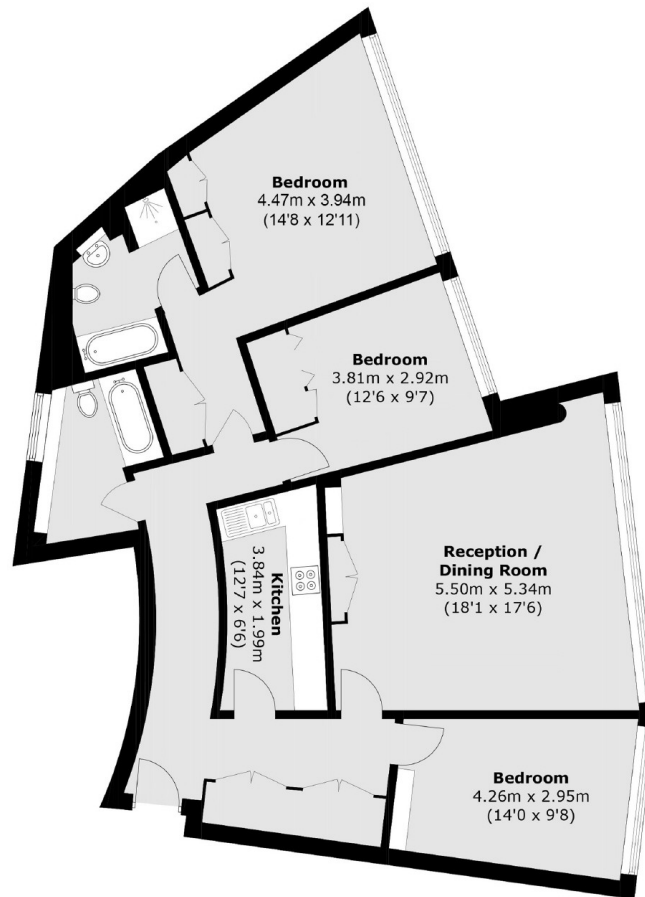 Bedroom
4.47m x 3.94m
(14'8 x 12'11)
Bedroom
3.81m x 2.92m
(12'6 x 9'7)
Reception /
Dining Room
5.50m x 5.34m
(18'1 x 17'6)
Kitchen
3.84m x 1.99m
(12'7 x 6'6)
Bedroom
4.26m x 2.95m
(14'0 x 9'8)